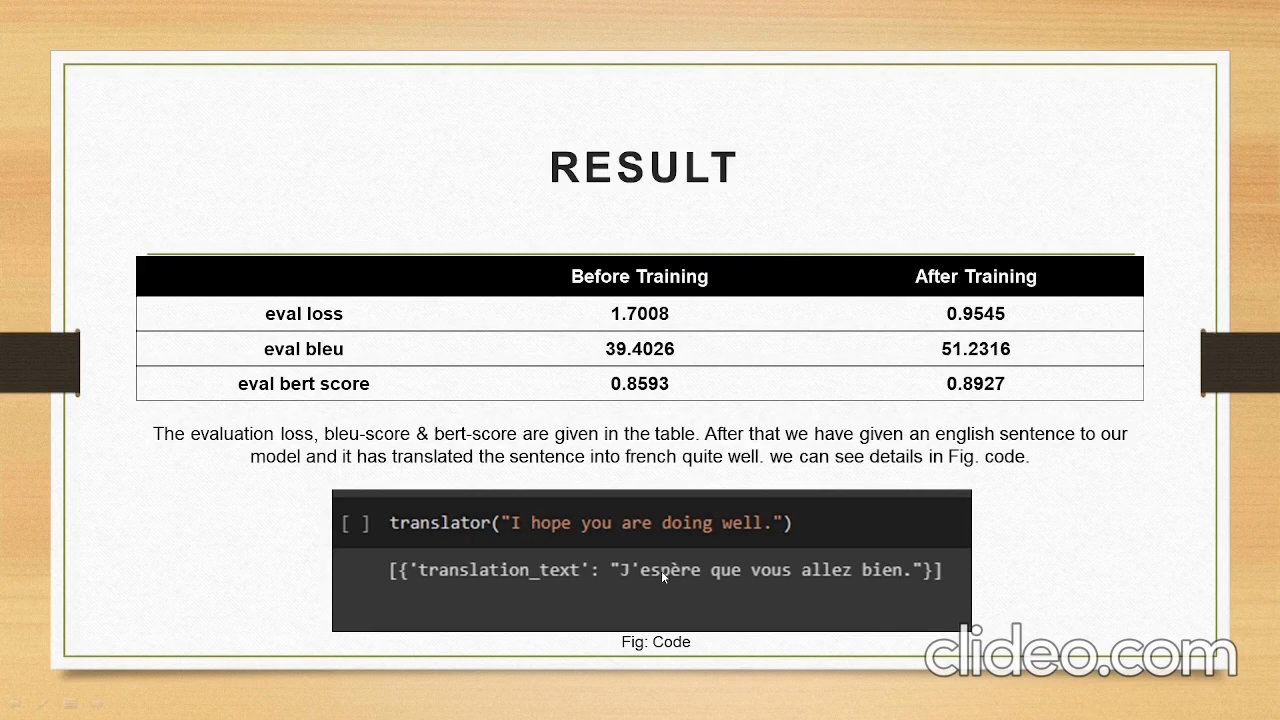 RESULT
Before Training After Training
eval loss 1.7008 0.9545
eval bleu 39.4026 51.2316
eval bert score 0.8593 0.8927
The evaluation loss, bleu-score & bert-score are given in the table. After that we have given an english sentence to our
model and it has translated the sentence into french quite well. we can see details in Fig. code.
[ ] translator("I hope you are doing well.")
[{'translation_text': "J'espère que vous allez bien."}]
Fig: Code
clideo.com